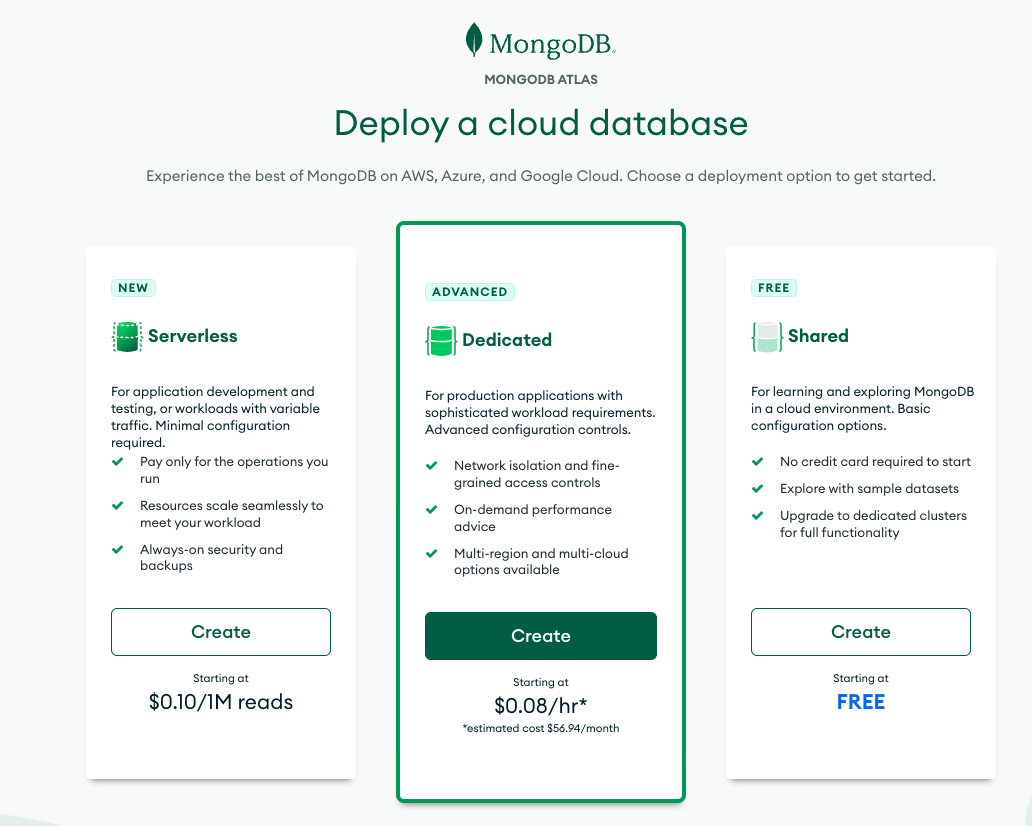 MongoDB
MONGODB ATLAS
Deploy a cloud database
Experience the best of MongoDB on AWS, Azure, and Google Cloud. Choose a deployment option to get started.
NEW
Serverless
For application development and
testing, or workloads with variable
traffic. Minimal configuration
required.
Pay only for the operations you
run
Resources scale seamlessly to
meet your workload
Always-on security and
backups
Create
Starting at
$0.10/1M reads
ADVANCED
Dedicated
For production applications with
sophisticated workload requirements.
Advanced configuration controls.
Network isolation and fine-
grained access controls
On-demand performance
advice
Multi-region and multi-cloud
options available
Create
Starting at
$0.08/hr*
*estimated cost $56.94/month
FREE
Shared
For learning and exploring MongoDB
in a cloud environment. Basic
configuration options.
No credit card required to start
Explore with sample datasets
Upgrade to dedicated clusters
for full functionality
Create
Starting at
FREE